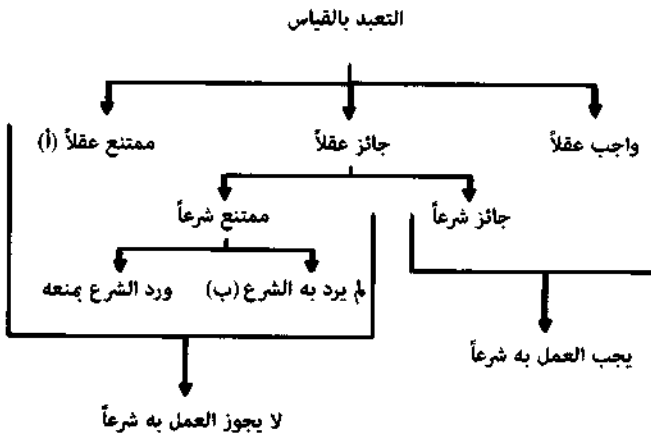 التعبد بالقياس
واجب عقلاً
جائز عقلاً
ممتنع عقلاً (أ)
جائز شرعاً
ممتنع شرعاً
لم يرد به الشرع (ب)
ورد الشرع بمنعه
يجب العمل به شرعاً
لا يجوز العمل به شرعاً